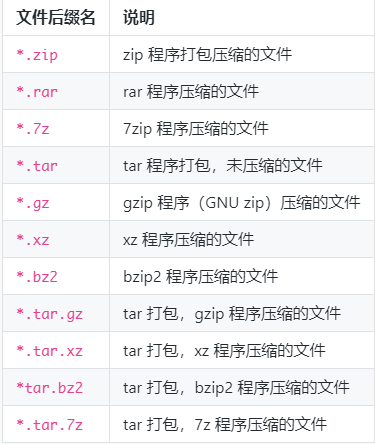 文件后缀名 说明
*.zip zip 程序打包压缩的文件
*.rar rar 程序压缩的文件
*.7z 7zip 程序压缩的文件
*.tar tar 程序打包，未压缩的文件
*.gz gzip 程序（GNU zip）压缩的文件
*.xz xz 程序压缩的文件
*.bz2 bzip2 程序压缩的文件
*.tar.gz tar 打包，gzip 程序压缩的文件
*.tar.xz tar 打包，xz 程序压缩的文件
*tar.bz2 tar 打包，bzip2 程序压缩的文件
*.tar.7z tar 打包，7z 程序压缩的文件